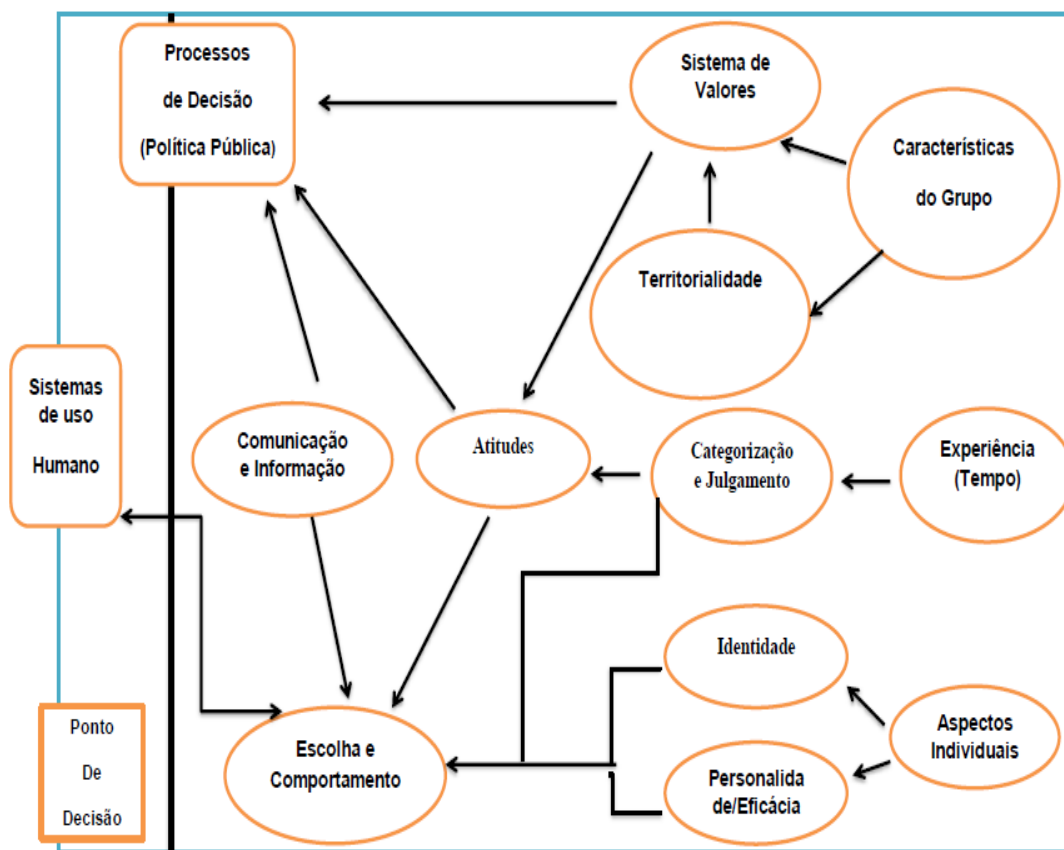 Processos
de Decisão
(Política Pública)
Sistema de
Valores
Características
do Grupo
Territorialidade
Sistemas
de uso
Humano
Comunicação
e Informação
Atitudes
Categorização
e Julgamento
Experiência
(Tempo)
Identidade
Aspectos
Individuais
Personalida
de/Eficácia
Escolha e
Comportamento
Ponto
De
Decisão